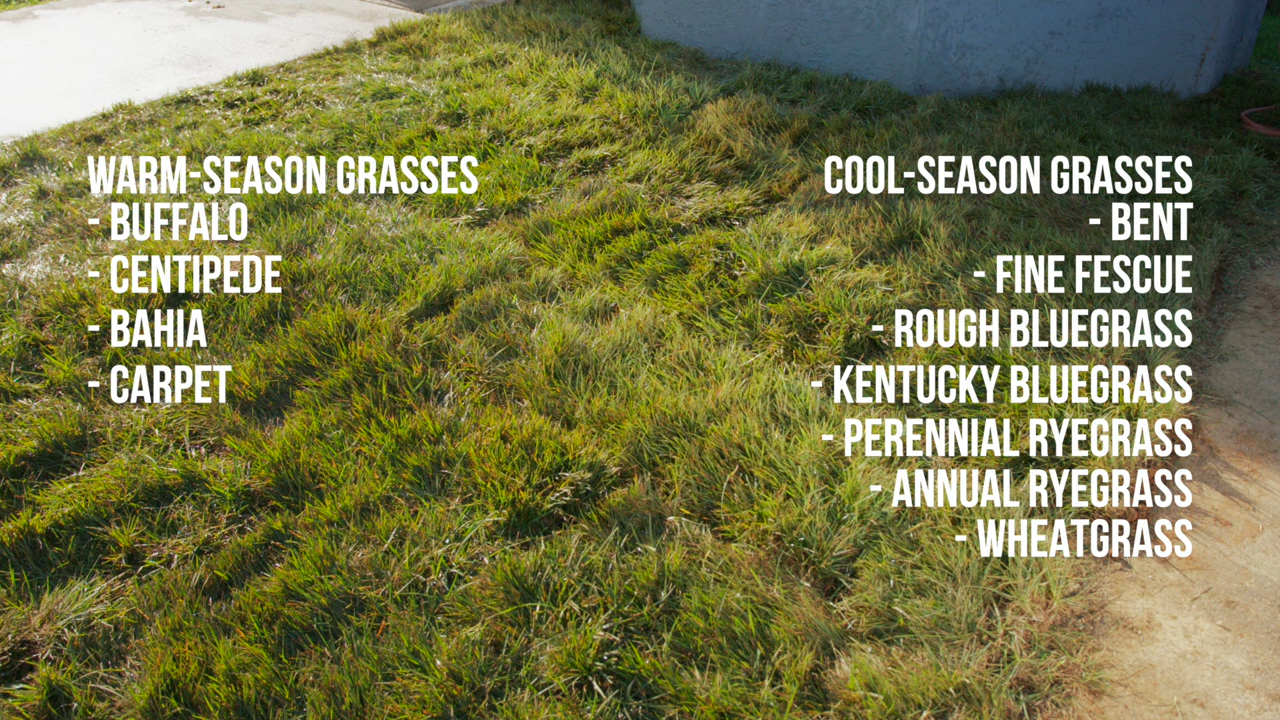 WARM-SEASON GRASSES
- BUFFALO
- CENTIPEDE
- BAHIA
- CARPET
COOL-SEASON GRASSES
- BENT
- FINE FESCUE
- ROUGH BLUEGRASS
- KENTUCKY BLUEGRASS
- PERENNIAL RYEGRASS
- ANNUAL RYEGRASS
- WHEATGRASS